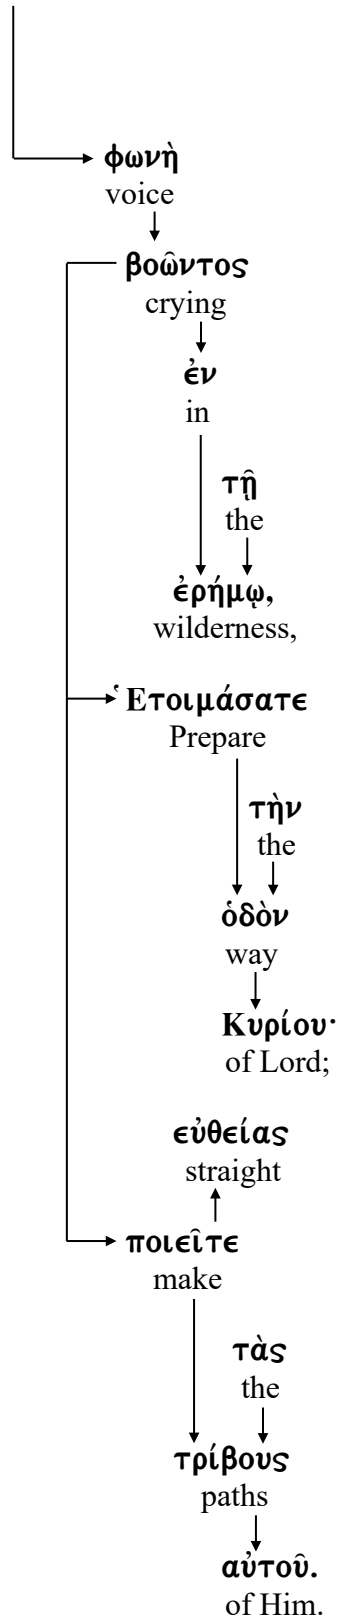 φωνὴ
voice
βοῶντος
crying
ἐν
in
τῇ
the
ἐρήμῳ,
wilderness,
Ἑτοιμάσατε
Prepare
τὴν
the
ὁδὸν
way
Κυρίου·
of Lord;
εὐθείας
straight
ποιεῖτε
make
τὰς
the
τρίβους
paths
αὐτοῦ.
of Him.